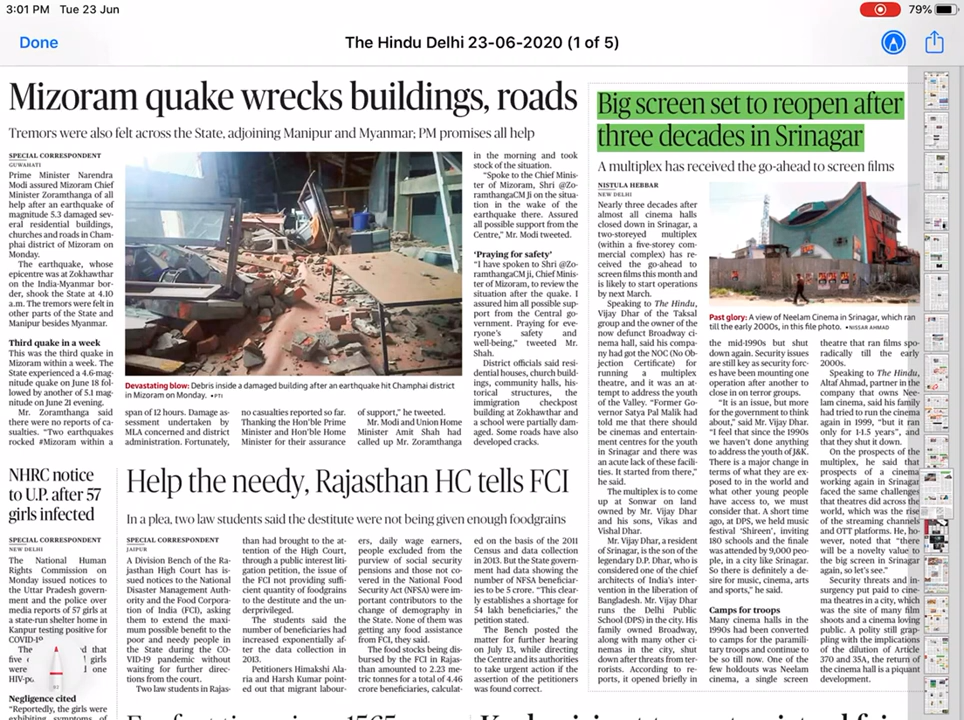 3:01 PM Tue 23 Jun
79%
Done
The Hindu Delhi 23-06-2020 (1 of 5)
Mizoram quake wrecks buildings, roads
Tremors were also felt across the State, adjoining Manipur and Myanmar; PM promises all help
SPECIAL CORRESPONDENT
GUWAHATI
Prime Minister Narendra
Modi assured Mizoram Chief
Minister Zoramthanga of all
help after an earthquake of
magnitude 5.3 damaged sev-
eral residential buildings,
churches and roads in Cham-
phai district of Mizoram on
Monday.
The earthquake, whose
epicentre was at Zokhawthar
on the India-Myanmar bor-
der, shook the State at 4.10
a.m. The tremors were felt in
other parts of the State and
Manipur besides Myanmar.
Third quake in a week
This was the third quake in
Mizoram within a week. The
State experienced a 4.6-mag-
nitude quake on June 18 fol-
lowed by another of 5.1 mag-
nitude on June 21 evening.
Mr. Zoramthanga said
there were no reports of ca-
sualties. "Two earthquakes
rocked #Mizoram within a
Devastating blow: Debris inside a damaged building after an earthquake hit Champhai district
in Mizoram on Monday. •PTI
span of 12 hours. Damage as-
sessment undertaken by
MLA concerned and district
administration. Fortunately,
no casualties reported so far.
Thanking the Hon'ble Prime
Minister and Hon'ble Home
Minister for their assurance
of support," he tweeted.
Mr. Modi and Union Home
Minister Amit Shah had
called up Mr. Zoramthanga
in the morning and took
stock of the situation.
"Spoke to the Chief Minis-
ter of Mizoram, Shri @Zo-
ramthangaCM Ji on the situa-
tion in the wake of the
earthquake there. Assured
all possible support from the
Centre," Mr. Modi tweeted.
'Praying for safety'
"I have spoken to Shri @Zo-
ramthangaCM ji, Chief Minis-
ter of Mizoram, to review the
situation after the quake. I
assured him all possible sup-
port from the Central go-
vernment. Praying for eve-
ryone's safety and
well-being," tweeted Mr.
Shah.
District officials said resi-
dential houses, church build-
ings, community halls, his-
torical structures, the
immigration checkpost
building at Zokhawthar and
a school were partially dam-
aged. Some roads have also
developed cracks.
Big screen set to reopen after
three decades in Srinagar
A multiplex has received the go-ahead to screen films
NISTULA HEBBAR
NEW DELHI
Nearly three decades after
almost all cinema halls
closed down in Srinagar, a
two-storeyed multiplex
(within a five-storey com-
mercial complex) has re-
ceived the go-ahead to
screen films this month and
is likely to start operations
by next March.
Speaking to The Hindu,
Vijay Dhar of the Taksal
group and the owner of the
now defunct Broadway ci-
nema hall, said his compa-
ny had got the NOC (No Ob-
jection Certificate) for
running a multiplex
theatre, and it was an at-
tempt to address the youth
of the Valley. "Former Go-
vernor Satya Pal Malik had
told me that there should
be cinemas and entertain-
ment centres for the youth
in Srinagar and there was
an acute lack of these facili-
ties. It started from there,"
he said.
The multiplex is to come
up at Sonwar on land
owned by Mr. Vijay Dhar
and his sons, Vikas and
Vishal Dhar.
Mr. Vijay Dhar, a resident
of Srinagar, is the son of the
legendary D.P. Dhar, who is
considered one of the chief
architects of India's inter-
vention in the liberation of
Bangladesh. Mr. Vijay Dhar
runs the Delhi Public
School (DPS) in the city. His
family owned Broadway,
along with many other ci-
nemas in the city, shut
down after threats from ter-
rorists. According to re-
ports, it opened briefly in
Past glory: A view of Neelam Cinema in Srinagar, which ran
till the early 2000s, in this file photo. •NISSAR AHMAD
the mid-1990s but shut
down again. Security issues
are still key as security forc-
es have been mounting one
operation after another to
close in on terror groups.
"It is an issue, but more
for the government to think
about," said Mr. Vijay Dhar.
"I feel that since the 1990s
we haven't done anything
to address the youth of J&K.
There is a major change in
terms of what they are ex-
posed to in the world and
what other young people
have access to, we must
consider that. A short time
ago, at DPS, we held music
festival 'Shireen', inviting
180 schools and the finale
was attended by 9,000 peo-
ple, in a city like Srinagar.
So there is definitely a de-
sire for music, cinema, arts
and sports," he said.
Camps for troops
Many cinema halls in the
1990s had been converted
to camps for the paramili-
tary troops and continue to
be so till now. One of the
few holdouts was Neelam
cinema, a single screen
theatre that ran films spo-
radically till the early
2000s.
Speaking to The Hindu,
Altaf Ahmad, partner in the
company that owns Nee-
lam cinema, said his family
had tried to run the cinema
again in 1999, "but it ran
only for 1-1.5 years", and
that they shut it down.
On the prospects of the
multiplex, he said that
prospects of a cinema
working again in Srinagar
faced the same challenges
that theatres did across the
world, which was the rise
of the streaming channels
and OTT platforms. He, ho-
wever, noted that "there
will be a novelty value to
the big screen in Srinagar
again, so let's see."
Security threats and in-
surgency put paid to cine-
ma theatres in a city, which
was the site of many film
shoots and a cinema loving
public. A polity still grap-
pling with the implications
of the dilution of Article
370 and 35A, the return of
the cinema hall is a piquant
development.
NHRC notice
to U.P. after 57
girls infected
SPECIAL CORRESPONDENT
NEW DELHI
The National Human
Rights Commission on
Monday issued notices to
the Uttar Pradesh govern-
ment and the police over
media reports of 57 girls at
a state-run shelter home in
Kanpur testing positive for
COVID-19
The that
five girls
were one
HIV-po
Negligence cited
"Reportedly, the girls were
Help the needy, Rajasthan HC tells FCI
In a plea, two law students said the destitute were not being given enough foodgrains
SPECIAL CORRESPONDENT
JAIPUR
A Division Bench of the Ra-
jasthan High Court has is-
sued notices to the National
Disaster Management Auth-
ority and the Food Corpora-
tion of India (FCI), asking
them to extend the maxi-
mum possible benefit to the
poor and needy people in
the State during the CO-
VID-19 pandemic without
waiting for further direc-
tions from the court.
Two law students in Rajas-
than had brought to the at-
tention of the High Court,
through public interest liti-
gation petition, the issue of
the FCI not providing suffi-
cient quantity of foodgrains
to the destitute and the un-
derprivileged.
The students said the
number of beneficiaries had
increased exponentially af-
ter the data collection in
2013.
Petitioners Himakshi Ala-
ria and Harsh Kumar point-
ed out that migrant labour-
ers, daily wage earners,
people excluded from the
purview of social security
pensions and those not co-
vered in the National Food
Security Act (NFSA) were im-
portant contributors to the
change of demography in
the State. None of them was
getting any food assistance
from FCI, they said.
The food stocks being dis-
bursed by the FCI in Rajas-
than amounted to 2.23 me-
tric tonnes for a total of 4.46
crore beneficiaries, calculat-
ed on the basis of the 2011
Census and data collection
in 2013. But the State govern-
ment had data showing the
number of NFSA beneficiar-
ies to be 5 crore. "This clear-
ly establishes a shortage for
54 lakh beneficiaries," the
petition stated.
The Bench posted the
matter for further hearing
on July 13, while directing
the Centre and its authorities
to take urgent action if the
assertion of the petitioners
was found correct.